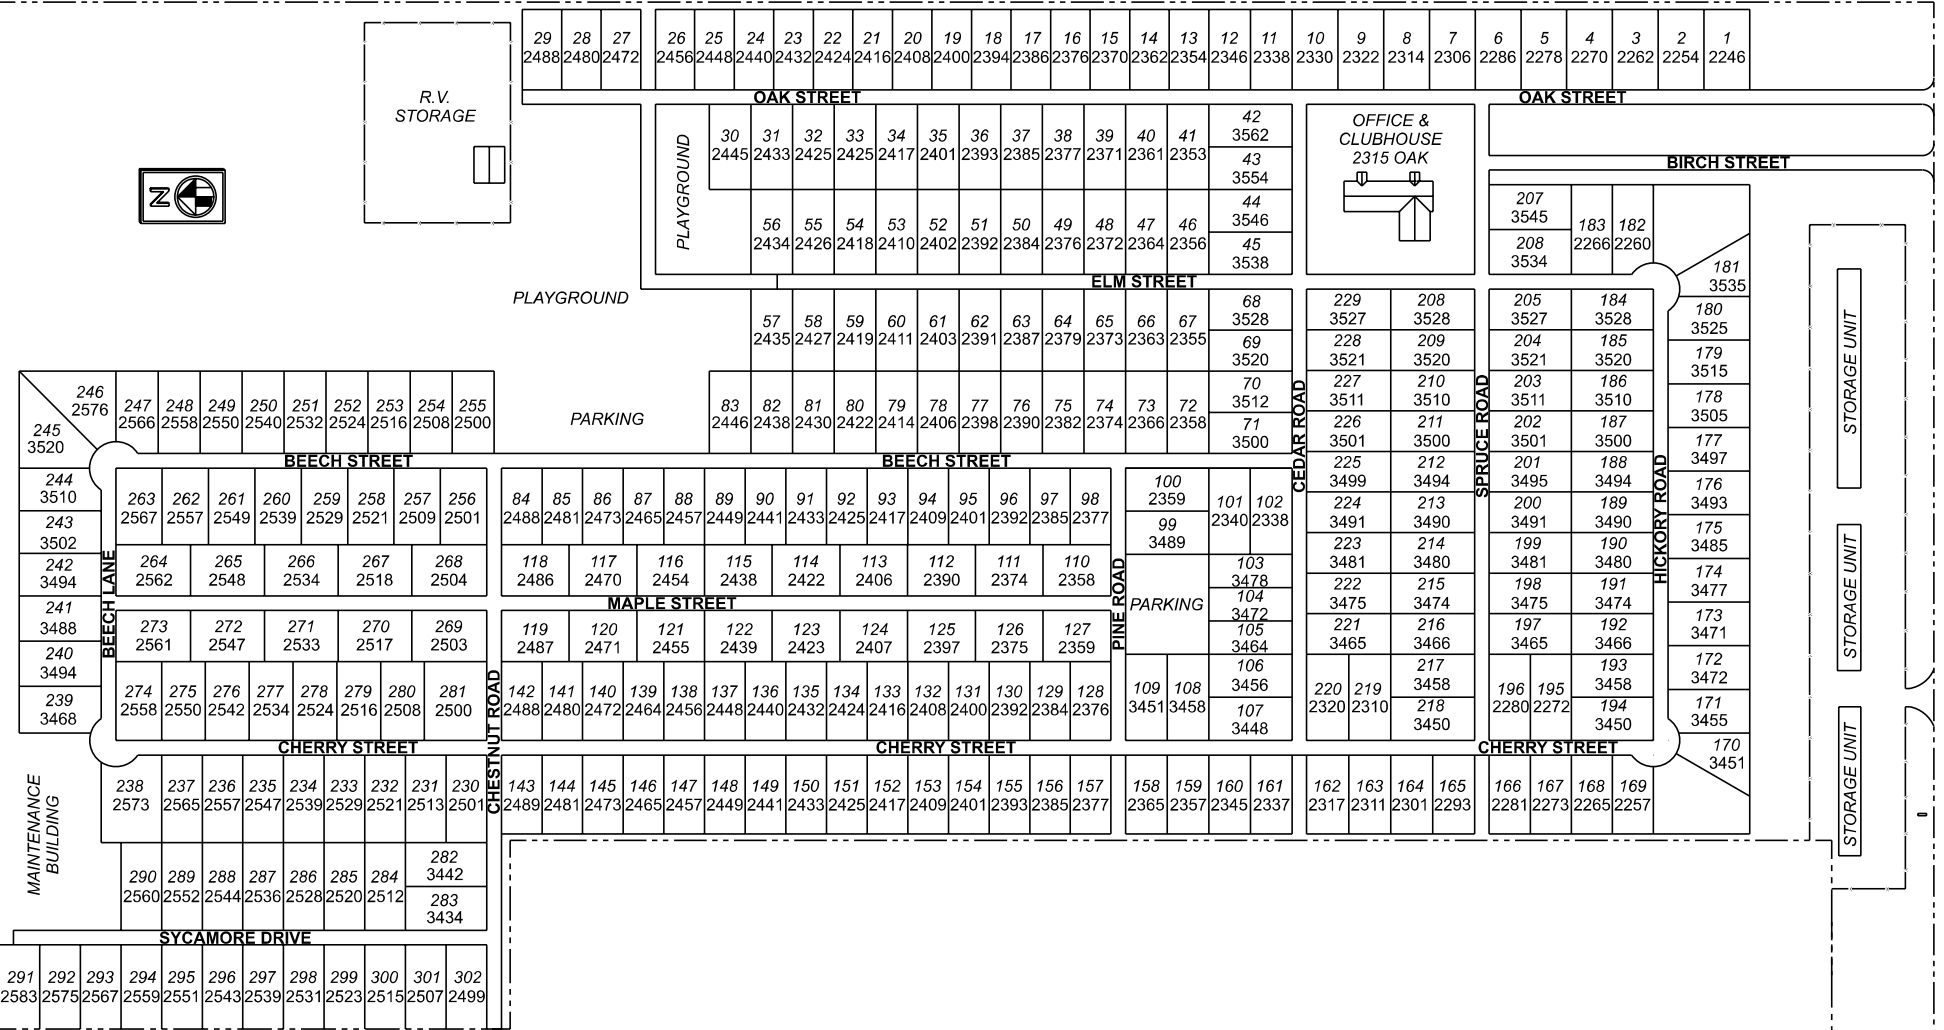 29 28 27 26 25 24 23 22 21 20 19 18 17 16 15 14 13 12 11 10 9 8 7 6 5 4 3 2 1
2488 2480 2472 2456 2448 2440 2432 2424 2416 2408 2400 2394 2386 2376 2370 2362 2354 2346 2338 2330 2322 2314 2306 2286 2278 2270 2262 2254 2246
R.V.
STORAGE
OAK STREET OAK STREET
PLAYGROUND
30 31 32 33 34 35 36 37 38 39 40 41
2445 2433 2425 2425 2417 2401 2393 2385 2377 2371 2361 2353
42
3562
43
3554
44
3546
45
3538
OFFICE &
CLUBHOUSE
2315 OAK
BIRCH STREET
N
56 55 54 53 52 51 50 49 48 47 46
2434 2426 2418 2410 2402 2392 2384 2376 2372 2364 2356
207
3545
208
3534
183 182
2266 2260
181
3535
ELM STREET
PLAYGROUND
57 58 59 60 61 62 63 64 65 66 67
2435 2427 2419 2411 2403 2391 2387 2379 2373 2363 2355
68
3528
69
3520
70
3512
71
3500
83 82 81 80 79 78 77 76 75 74 73 72
2446 2438 2430 2422 2414 2406 2398 2390 2382 2374 2366 2358
PARKING
246
2576
247 248 249 250 251 252 253 254 255
2566 2558 2550 2540 2532 2524 2516 2508 2500
245
3520
BEECH STREET BEECH STREET
CEDAR ROAD
229 208
3527 3528
228 209
3521 3520
227 210
3511 3510
226 211
3501 3500
225 212
3499 3494
224 213
3491 3490
223 214
3481 3480
222 215
3475 3474
221 216
3465 3466
220 219
2320 2310
217
3458
218
3450
SPRUCE ROAD
205 184
3527 3528
204 185
3521 3520
203 186
3511 3510
202 187
3501 3500
201 188
3495 3494
200 189
3491 3490
199 190
3481 3480
198 191
3475 3474
197 192
3465 3466
196 195
2280 2272
193
3458
194
3450
HICKORY ROAD
180
3525
179
3515
178
3505
177
3497
176
3493
175
3485
174
3477
173
3471
172
3472
171
3455
170
3451
STORAGE UNIT
STORAGE UNIT
STORAGE UNIT
244
3510
243
3502
242
3494
241
3488
240
3494
239
3468
BEECH LANE
263 262 261 260 259 258 257 256
2567 2557 2549 2539 2529 2521 2509 2501
84 85 86 87 88 89 90 91 92 93 94 95 96 97 98
2488 2481 2473 2465 2457 2449 2441 2433 2425 2417 2409 2401 2392 2385 2377
100
2359
99
3489
101 102
2340 2338
264 265 266 267 268
2562 2548 2534 2518 2504
118 117 116 115 114 113 112 111 110
2486 2470 2454 2438 2422 2406 2390 2374 2358
PINE ROAD
PARKING
103
3478
104
3472
105
3464
106
3456
107
3448
109 108
3451 3458
MAPLE STREET
273 272 271 270 269
2561 2547 2533 2517 2503
119 120 121 122 123 124 125 126 127
2487 2471 2455 2439 2423 2407 2397 2375 2359
274 275 276 277 278 279 280 281
2558 2550 2542 2534 2524 2516 2508 2500
CHESTNUT ROAD
142 141 140 139 138 137 136 135 134 133 132 131 130 129 128
2488 2480 2472 2464 2456 2448 2440 2432 2424 2416 2408 2400 2392 2384 2376
CHERRY STREET CHERRY STREET CHERRY STREET
MAINTENANCE
BUILDING
238 237 236 235 234 233 232 231 230
2573 2565 2557 2547 2539 2529 2521 2513 2501
143 144 145 146 147 148 149 150 151 152 153 154 155 156 157 158 159 160 161 162 163 164 165 166 167 168 169
2489 2481 2473 2465 2457 2449 2441 2433 2425 2417 2409 2401 2393 2385 2377 2365 2357 2345 2337 2317 2311 2301 2293 2281 2273 2265 2257
290 289 288 287 286 285 284
2560 2552 2544 2536 2528 2520 2512
282
3442
283
3434
SYCAMORE DRIVE
291 292 293 294 295 296 297 298 299 300 301 302
2583 2575 2567 2559 2551 2543 2539 2531 2523 2515 2507 2499